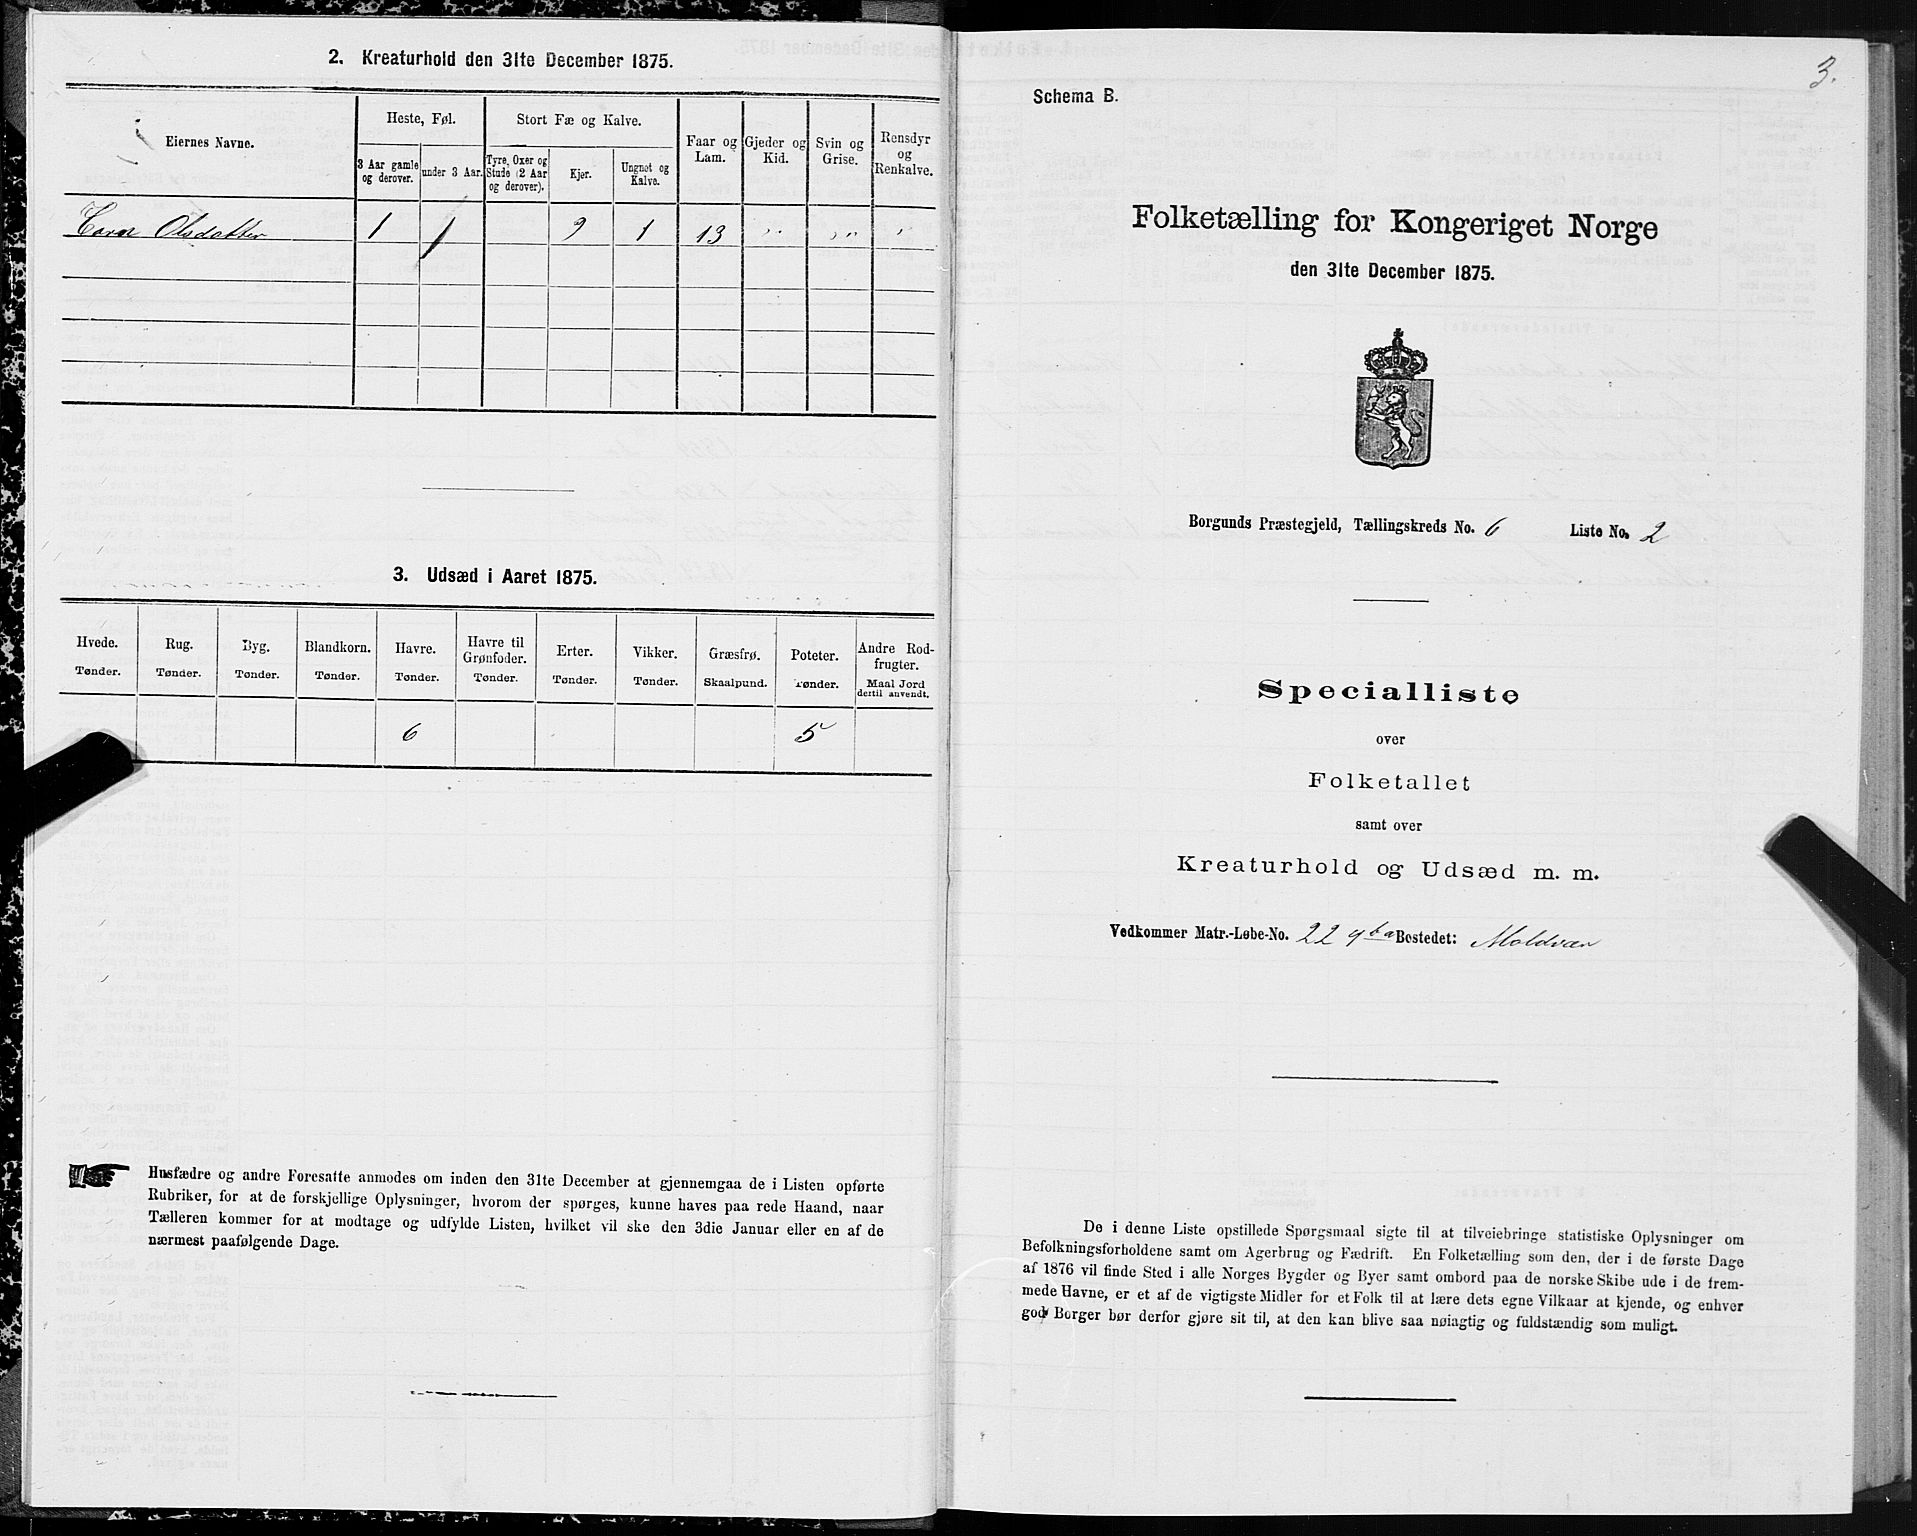 2. Kreaturhold den 31te December 1875.
Eiernes Navne.
Heste, Føl.
Stort Fæ og Kalve.
Faar og Lam.
Gjeder og Kid.
Svin og Grise.
Rensdyr og Renkalve.
3 Aar gamle og derover.
under 3 Aar.
Tyre, Oxer og Stude (2 Aar og derover).
Kjer.
Ungnøt og Kalve.
Olsdatter 1 1 9 1 13 " " " " "
3. Udsæd i Aaret 1875.
Hvede. Rug. Byg. Blandkorn. Havre. Havre til Grønfoder. Erter. Vikker. Græsfrø. Poteter. Andre Rodfrugter.
Tønder. Tønder. Tønder. Tønder. Tønder. Tønder. Tønder. Tønder. Skaalpund. Tønder. Maal Jord dertil anvendt.
6 5
Husfædre og andre Foresatte anmodes om inden den 31te December at gjennemgaa de i Listen opførte
Rubriker, for at de forskjellige Oplysninger, hvorom der spørges, kunne haves paa rede Haand, naar
Tælleren kommer for at modtage og udfylde Listen, hvilket vil ske den 3die Januar eller en af de
nærmest paafølgende Dage.
3.
Schema B.
Folketælling for Kongeriget Norge
den 31te December 1875.
Borgunds Præstegjeld, Tællingskreds No. 6 Liste No. 2
Specialliste
over
Folketallet
samt over
Kreaturhold og Udsæd m. m.
Vedkommer Matr.-Løbe-No. 22 Bostedet: Moldvær
De i denne Liste opstillede Spørgsmaal sigte til at tilveiebringe statistiske Oplysninger om
Befolkningsforholdene samt om Agerbrug og Fædrift. En Folketælling som den, der i de første Dage
af 1876 vil finde Sted i alle Norges Bygder og Byer samt ombord paa de norske Skibe ude i de frem-
mede Havne, er et af de vigtigste Midler for et Folk til at lære dets egne Vilkaar at kjende, og enhver
god Borger bør derfor gjøre sit til, at den kan blive saa nøiagtig og fuldstændig som muligt.